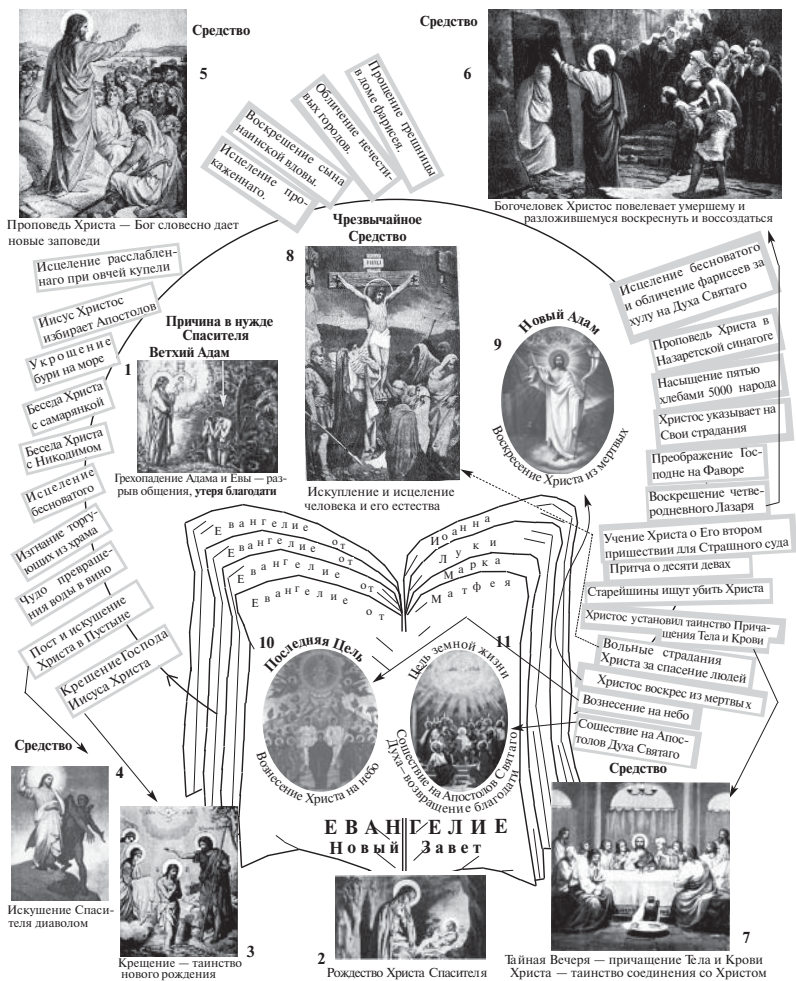 Средство
5
Проповедь Христа — Бог словесно дает
новые заповеди
Средство
6
Богочеловек Христос повелевает умершему и
разложившемуся воскреснуть и воссоздаться
Прощение грешницы
в доме фарисея.
Обличение нечести-
вых городов.
Воскрешение сына
наинской вдовы.
Исцеление про-
каженнаго.
Исцеление расслаблен-
наго при овчей купели
Иисус Христос
избирает Апостолов
Укрощение
бури на море
Беседа Христа
с самарянкой
Беседа Христа
с Никодимом
Исцеление
бесноватого
Изгнание торгу-
ющих из храма
Чудо превраще-
ния воды в вино
Пост и искушение
Христа в Пустыне
Крещение Господа
Иисуса Христа
Причина в нужде
Спасителя
Ветхий Адам
1
Грехопадение Адама и Евы — раз-
рыв общения, утеря благодати
Чрезвычайное
Средство
8
Искупление и исцеление
человека и его естества
9
Новый Адам
Воскресение Христа из мертвых
Исцеление бесноватого
и обличение фарисеев за
хулу на Духа Святаго
Проповедь Христа в
Назаретской синагоге
Насыщение пятью
хлебами 5000 народа
Христос указывает на
Свои страдания
Преображение Гос-
подне на Фаворе
Воскрешение четве-
родневного Лазаря
Учение Христа о Его втором
пришествии для Страшного суда
Притча о десяти девах
Старейшины ищут убить Христа
Христос установил таинство Прича-
щения Тела и Крови
Вольные страдания
Христа за спасение людей
Христос воскрес из мертвых
Вознесение на небо
Сошествие на Апос-
толов Духа Святаго
Евангелие от Иоанна
Евангелие от Луки
Евангелие от Марка
Евангелие от Матфея
10
Последняя Цель
Вознесение Христа на небо
11
Цель земной жизни
Сошествие на Апостолов Святаго
Духа—возвращение благодати
ЕВАНГЕЛИЕ
Новый Завет
Средство
4
Искушение Спаси-
теля диаволом
3
Крещение — таинство
нового рождения
2
Рождество Христа Спасителя
Средство
7
Тайная Вечеря — причащение Тела и Крови
Христа — таинство соединения со Христом